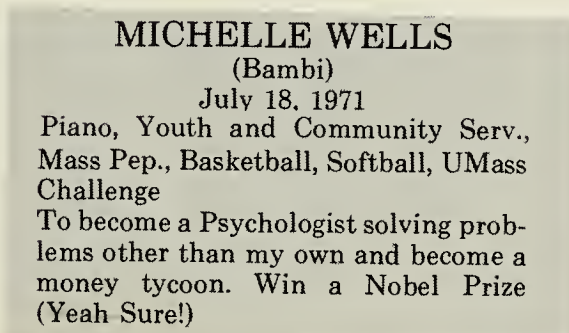 MICHELLE WELLS
(Bambi)
July 18, 1971
Piano, Youth and Community Serv.,
Mass Pep., Basketball, Softball, UMass
Challenge
To become a Psychologist solving prob-
lems other than my own and become a
money tycoon. Win a Nobel Prize
(Yeah Sure!)